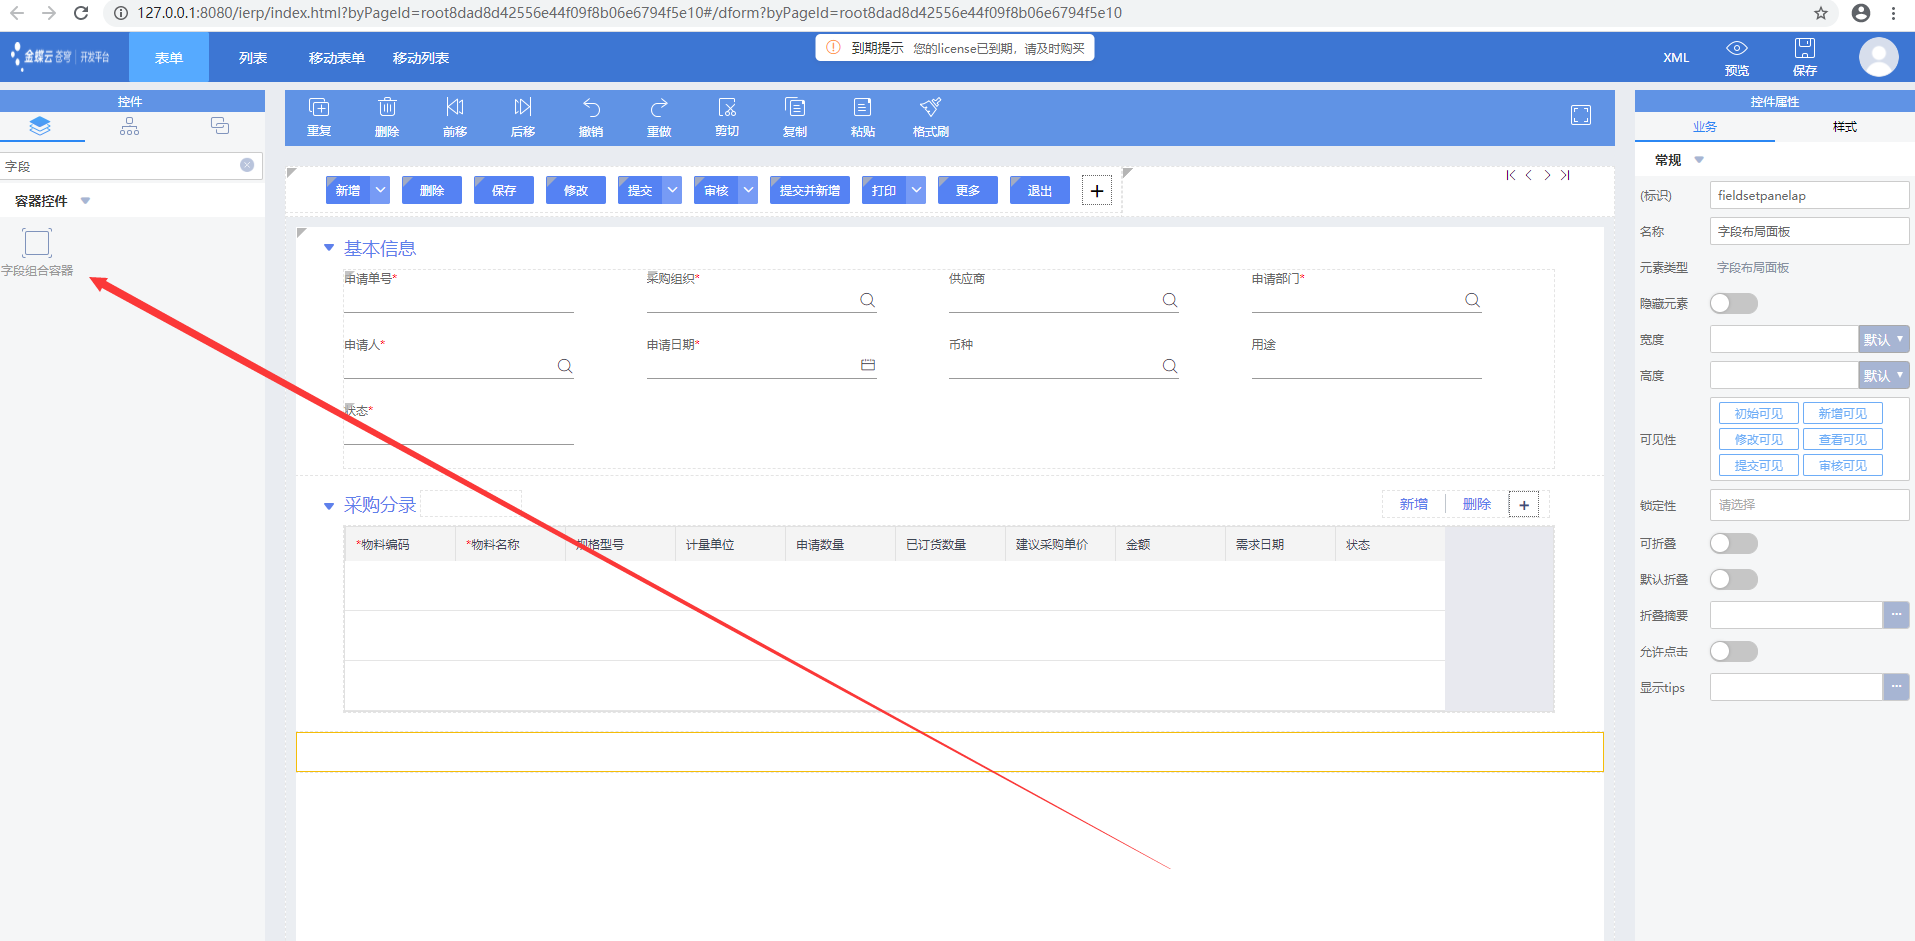 127.0.0.1:8080/ierp/index.html?byPageId=root8dad8d42556e44f09f8b06e6794f5e10#/dform?byPageId=root8dad8d42556e44f09f8b06e6794f5e10
金蝶云 苍穹 | 开发平台
表单 列表 移动表单 移动列表
到期提示 您的license已到期，请及时购买
XML 预览 保存
控件
字段
容器控件
字段组合容器
重复 删除 前移 后移 撤销 重做 剪切 复制 粘贴 格式刷
新增 删除 保存 修改 提交 审核 提交并新增 打印 更多 退出 +
基本信息
申请单号* 采购组织* 供应商 申请部门*
申请人* 申请日期* 币种 用途
状态*
采购分录
新增 删除 +
*物料编码 *物料名称 规格型号 计量单位 申请数量 已订货数量 建议采购单价 金额 需求日期 状态
控件属性
业务 样式
常规
(标识) fieldsetpanelap
名称 字段布局面板
元素类型 字段布局面板
隐藏元素
宽度 默认
高度 默认
可见性
初始可见 新增可见
修改可见 查看可见
提交可见 审核可见
锁定性 请选择
可折叠
默认折叠
折叠摘要 ...
允许点击
显示tips ...